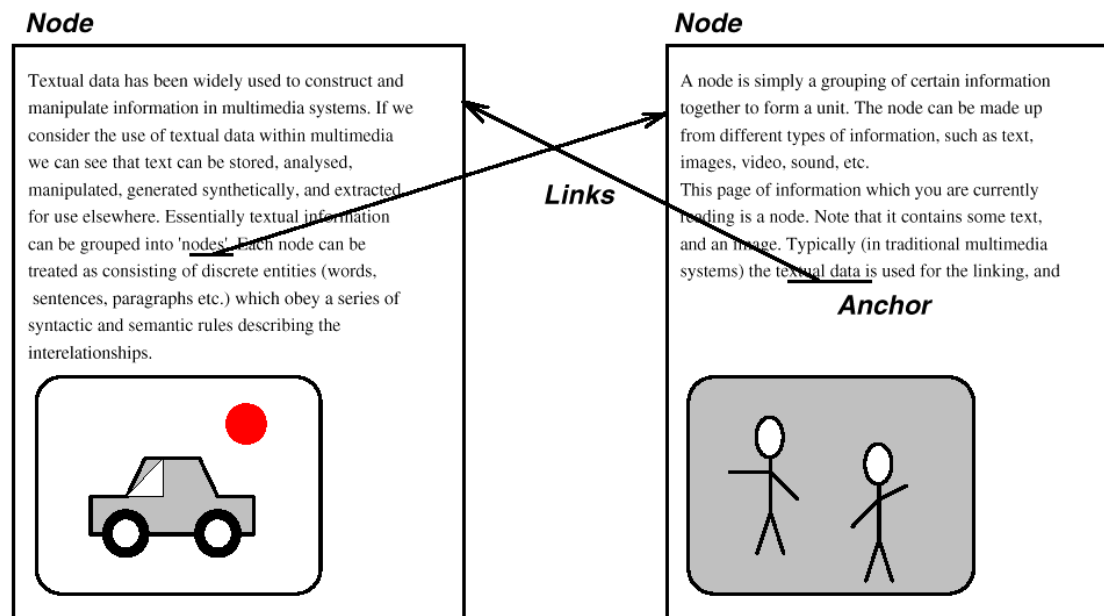 Node
Textual data has been widely used to construct and
manipulate information in multimedia systems. If we
consider the use of textual data within multimedia
we can see that text can be stored, analysed,
manipulated, generated synthetically, and extracted
for use elsewhere. Essentially textual information
can be grouped into 'nodes'. Each node can be
treated as consisting of discrete entities (words,
sentences, paragraphs etc.) which obey a series of
syntactic and semantic rules describing the
interelationships.
Links
Node
A node is simply a grouping of certain information
together to form a unit. The node can be made up
from different types of information, such as text,
images, video, sound, etc.
This page of information which you are currently
reading is a node. Note that it contains some text,
and an image. Typically (in traditional multimedia
systems) the textual data is used for the linking, and
Anchor